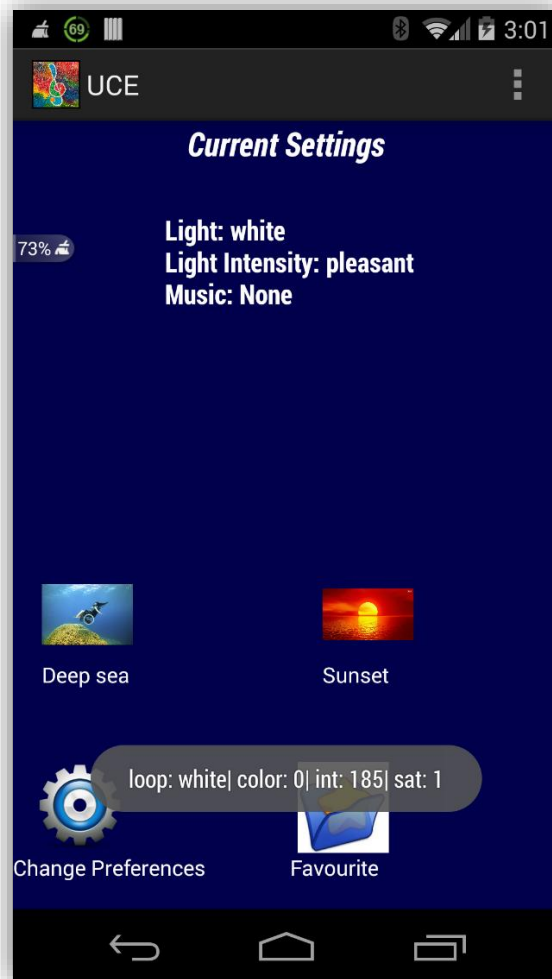 69
3:01
UCE
Current Settings
Light: white
73%
Light Intensity: pleasant
Music: None
Deep sea
Sunset
loop: white| color: 0| int: 185| sat: 1
Change Preferences
Favourite